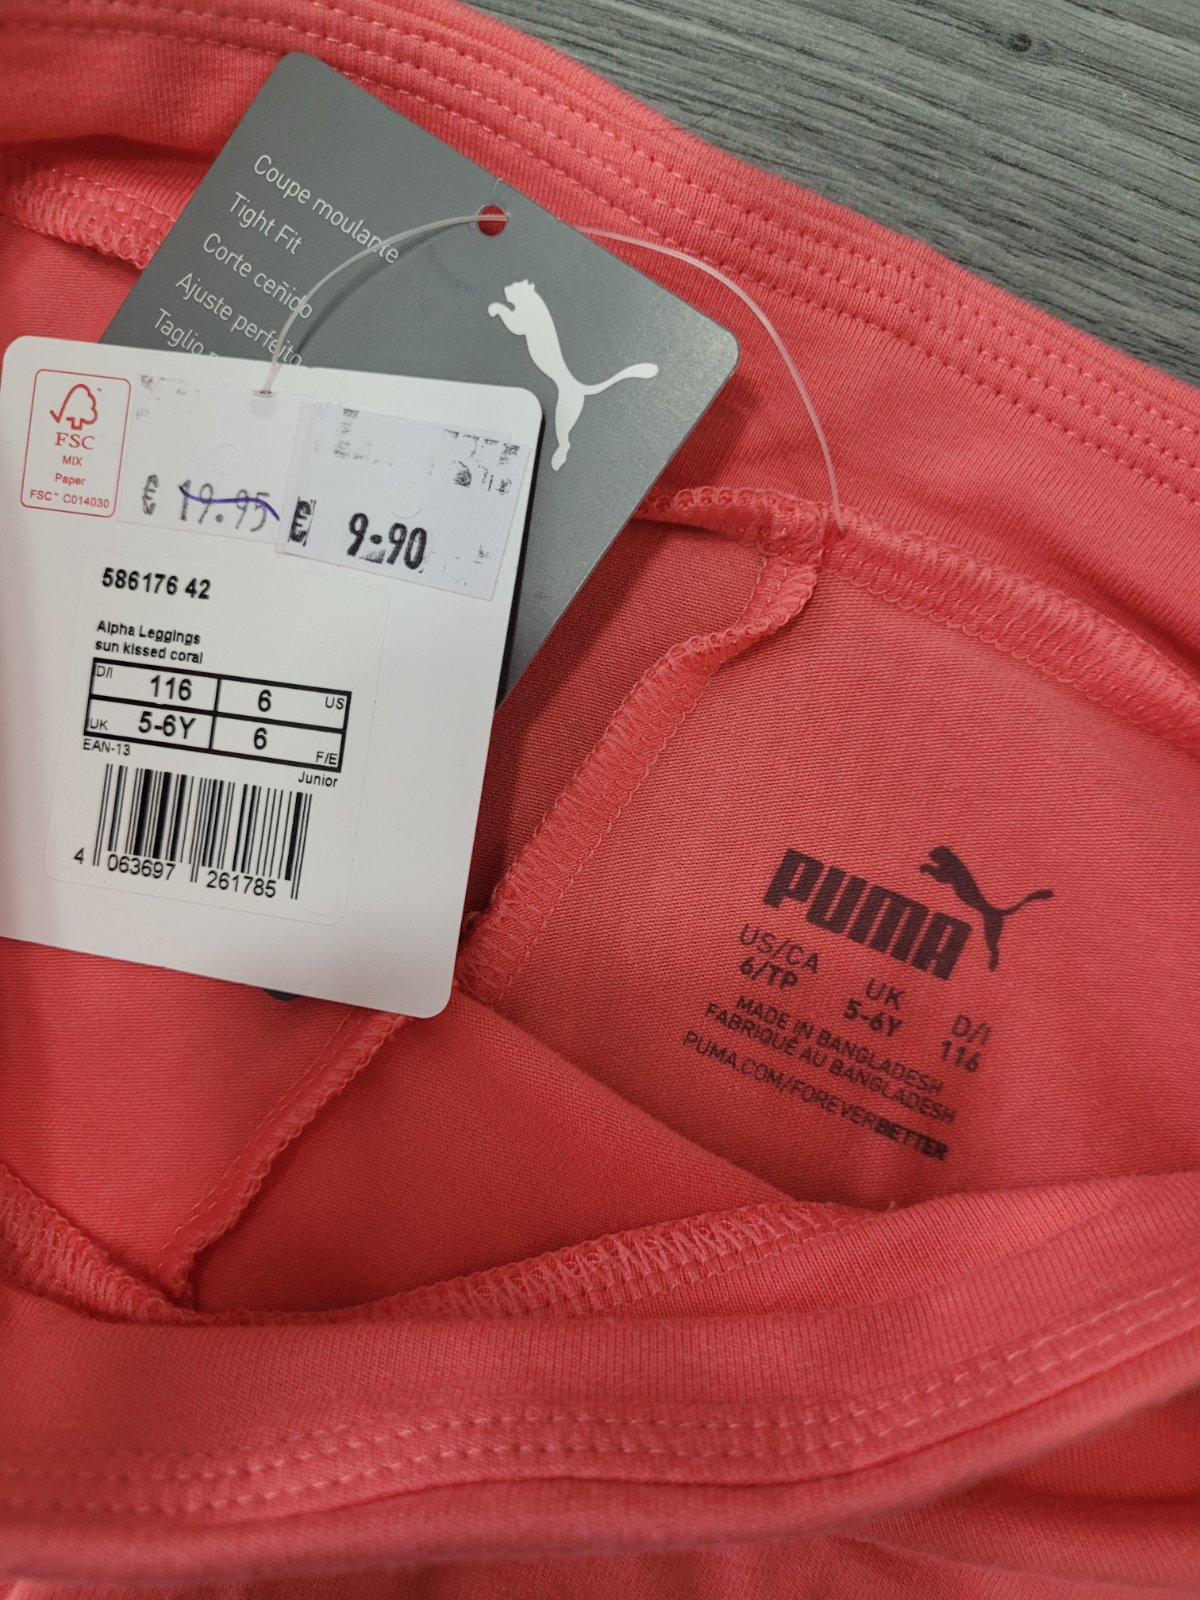 Coupe moulante
Tight Fit
Corte ceñido
Ajuste perfeito
Taglio
FSC
MIX
Paper
FSC™ C014030
€ 19.95
€ 9.90
586176 42
Alpha Leggings
sun kissed coral
D/I 116 6 US
UK 5-6Y 6 F/E
EAN-13
Junior
4 063697 261785
PUMA
US/CA UK D/I
6/TP 5-6Y 116
MADE IN BANGLADESH
FABRIQUÉ AU BANGLADESH
PUMA.COM/FOREVERBETTER